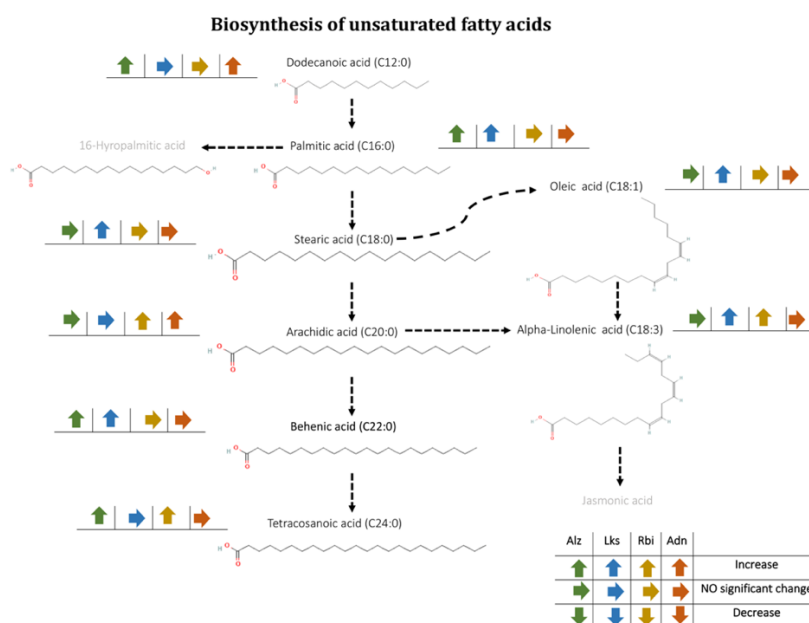 Biosynthesis of unsaturated fatty acids
Dodecanoic acid (C12:0)
16-Hyropalmitic acid
Palmitic acid (C16:0)
Oleic acid (C18:1)
Stearic acid (C18:0)
Arachidic acid (C20:0)
Alpha-Linolenic acid (C18:3)
Behenic acid (C22:0)
Jasmonic acid
Tetracosanoic acid (C24:0)
Alz Lks Rbi Adn
Increase
NO significant change
Decrease